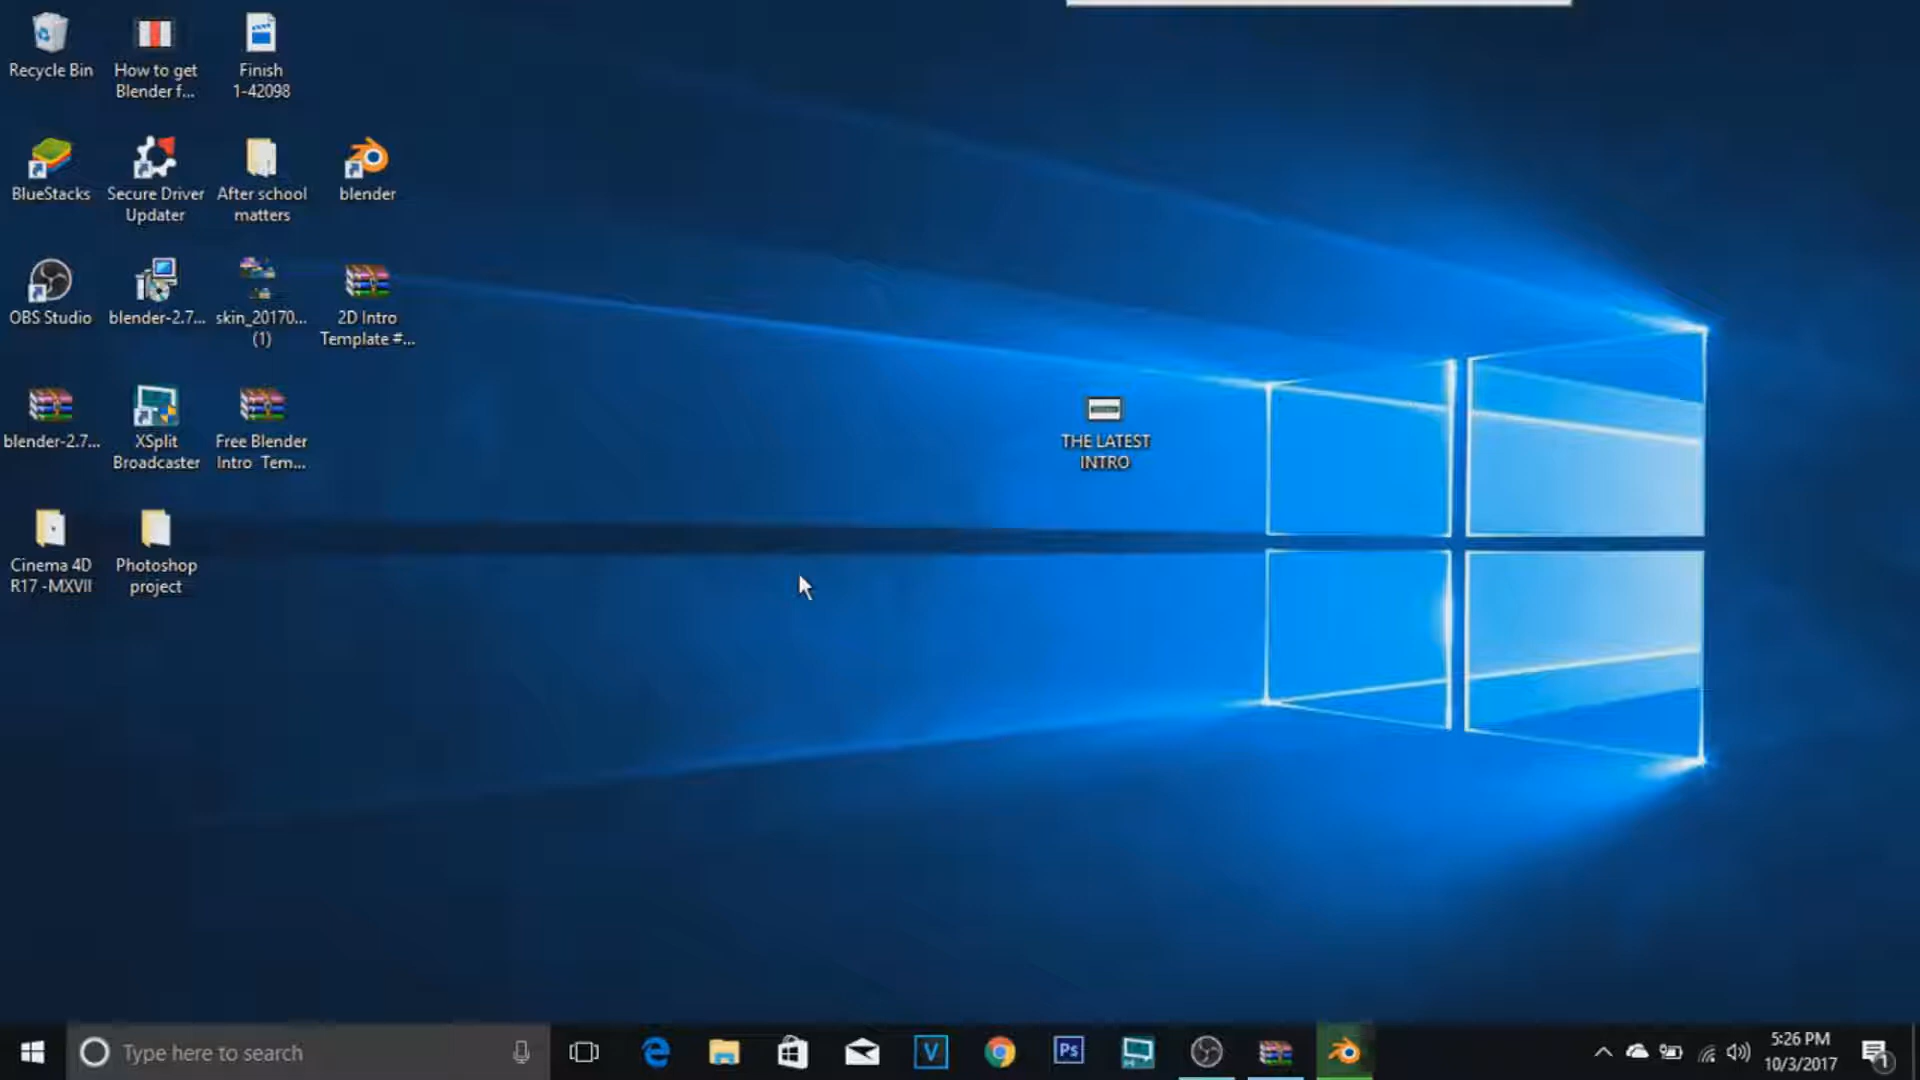 Recycle Bin
How to get
Blender f...
Finish
1-42098
BlueStacks
Secure Driver
Updater
After school
matters
blender
OBS Studio
blender-2.7...
skin_20170...
(1)
2D Intro
Template #...
blender-2.7...
XSplit
Broadcaster
Free Blender
Intro Tem...
THE LATEST
INTRO
Cinema 4D
R17 -MXVII
Photoshop
project
Type here to search
V
Ps
5:26 PM
10/3/2017
1